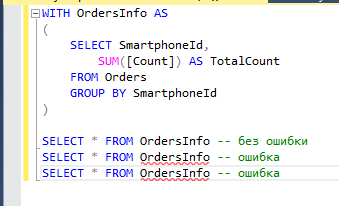 WITH OrdersInfo AS
(
SELECT SmartphoneId,
SUM([Count]) AS TotalCount
FROM Orders
GROUP BY SmartphoneId
)
SELECT * FROM OrdersInfo -- без ошибки
SELECT * FROM OrdersInfo -- ошибка
SELECT * FROM OrdersInfo -- ошибка